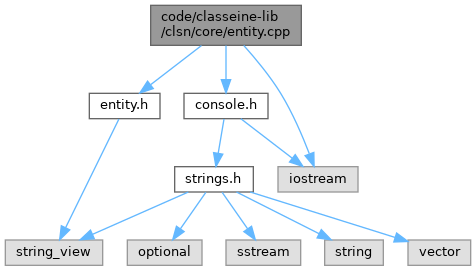 code/classeine-lib
/clsn/core/entity.cpp
entity.h
console.h
strings.h
iostream
string_view
optional
sstream
string
vector